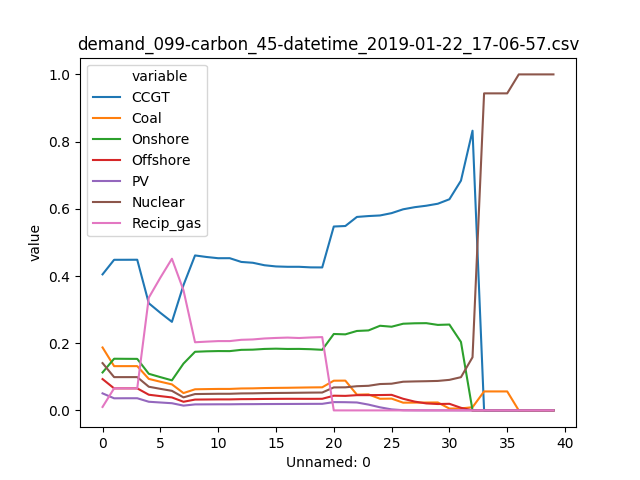 demand_099-carbon_45-datetime_2019-01-22_17-06-57.csv
variable
CCGT
Coal
Onshore
Offshore
PV
Nuclear
Recip_gas
value
1.0
0.8
0.6
0.4
0.2
0.0
0 5 10 15 20 25 30 35 40
Unnamed: 0